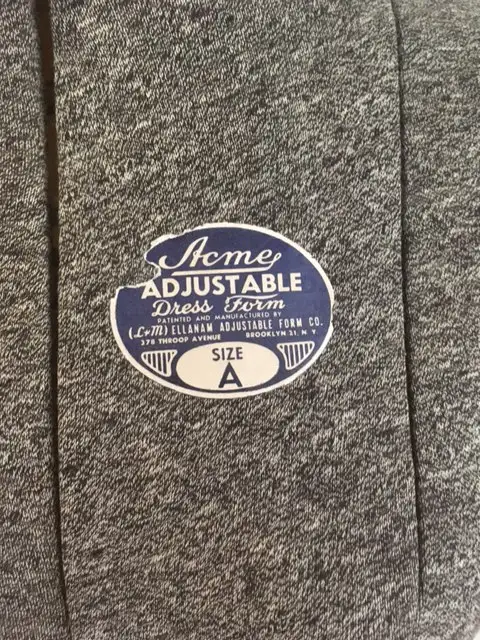 Acme
ADJUSTABLE
Dress Form
PATENTED AND MANUFACTURED BY
(L&M) ELLANAM ADJUSTABLE FORM CO.
378 THROOP AVENUE BROOKLYN 21, N. Y.
SIZE
A